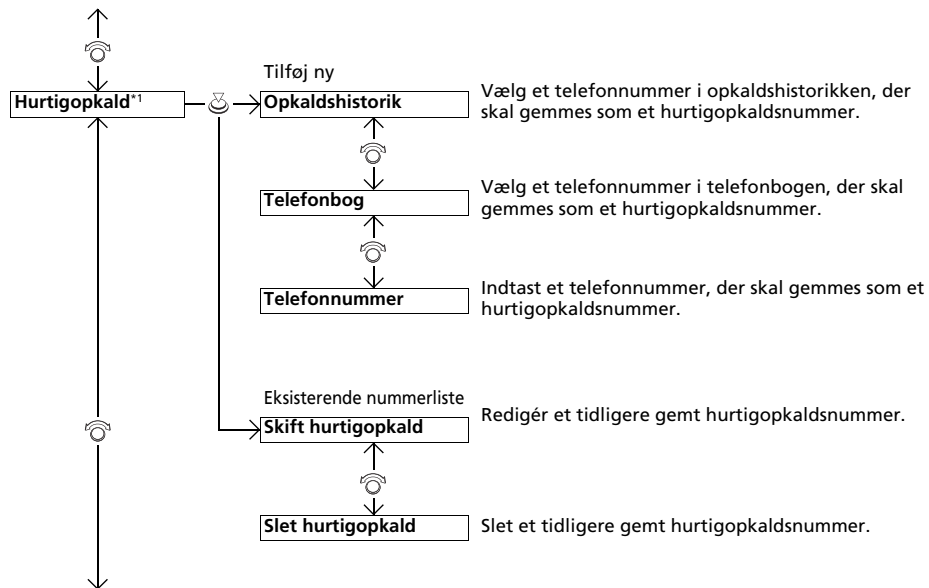 Hurtigopkald*1
Tilføj ny
Opkaldshistorik
Vælg et telefonnummer i opkaldshistorikken, der
skal gemmes som et hurtigopkaldsnummer.
Telefonbog
Vælg et telefonnummer i telefonbogen, der skal
gemmes som et hurtigopkaldsnummer.
Telefonnummer
Indtast et telefonnummer, der skal gemmes som et
hurtigopkaldsnummer.
Eksisterende nummerliste
Skift hurtigopkald
Redigér et tidligere gemt hurtigopkaldsnummer.
Slet hurtigopkald
Slet et tidligere gemt hurtigopkaldsnummer.